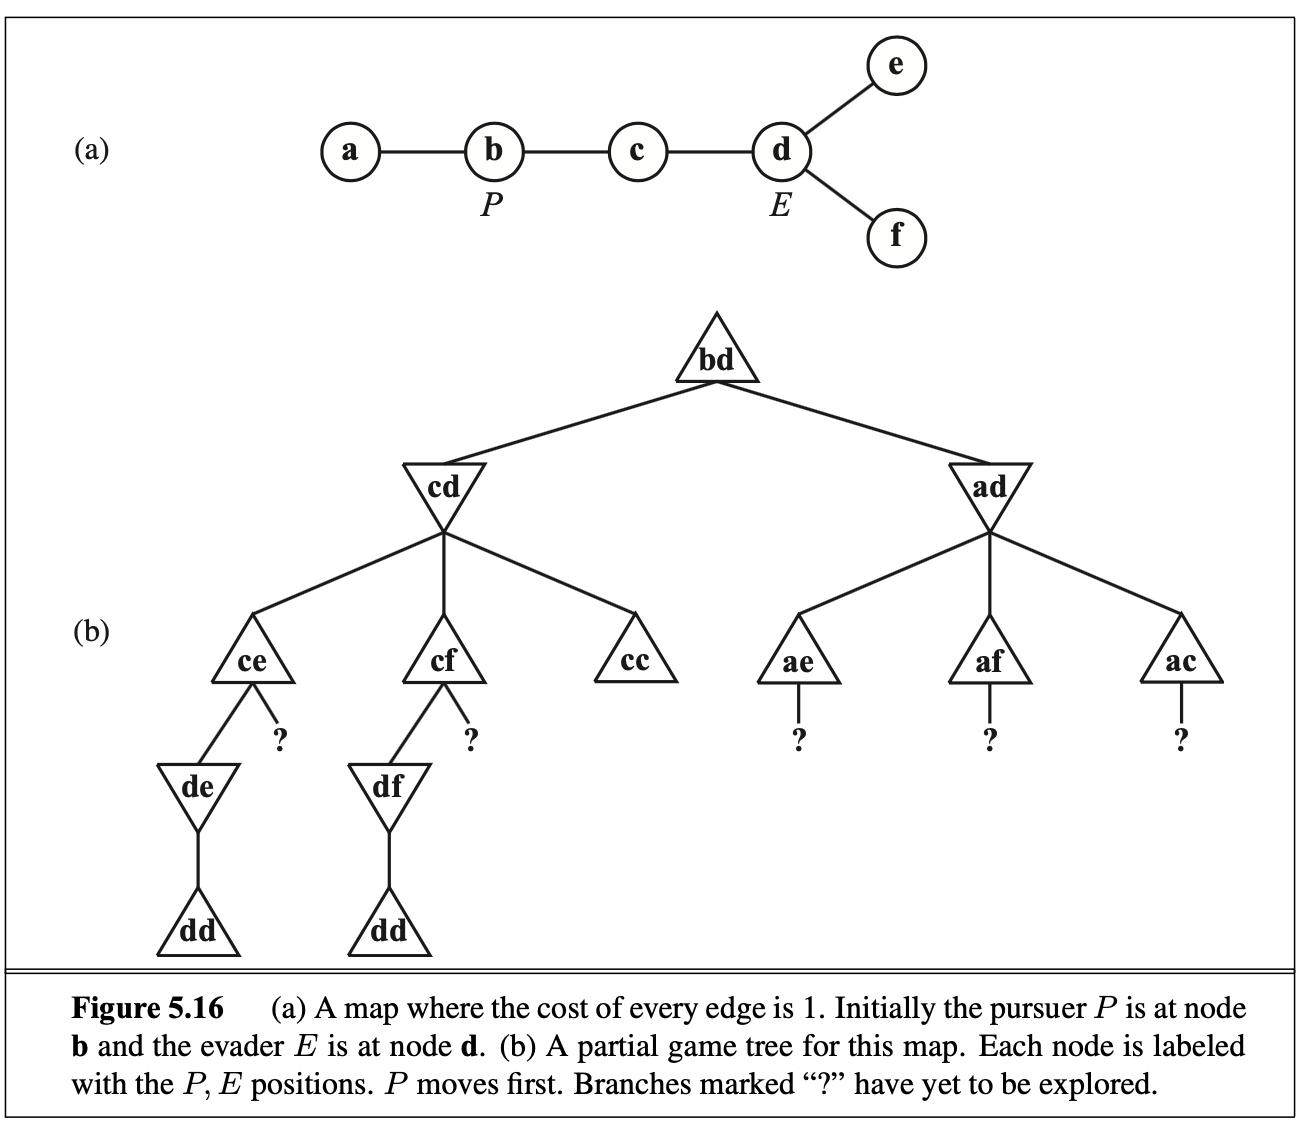 e
(a)
a b c d
P E
f
bd
cd ad
(b)
ce cf cc ae af ac
? ? ? ? ?
de df
dd dd
Figure 5.16 (a) A map where the cost of every edge is 1. Initially the pursuer P is at node
b and the evader E is at node d. (b) A partial game tree for this map. Each node is labeled
with the P, E positions. P moves first. Branches marked “?” have yet to be explored.